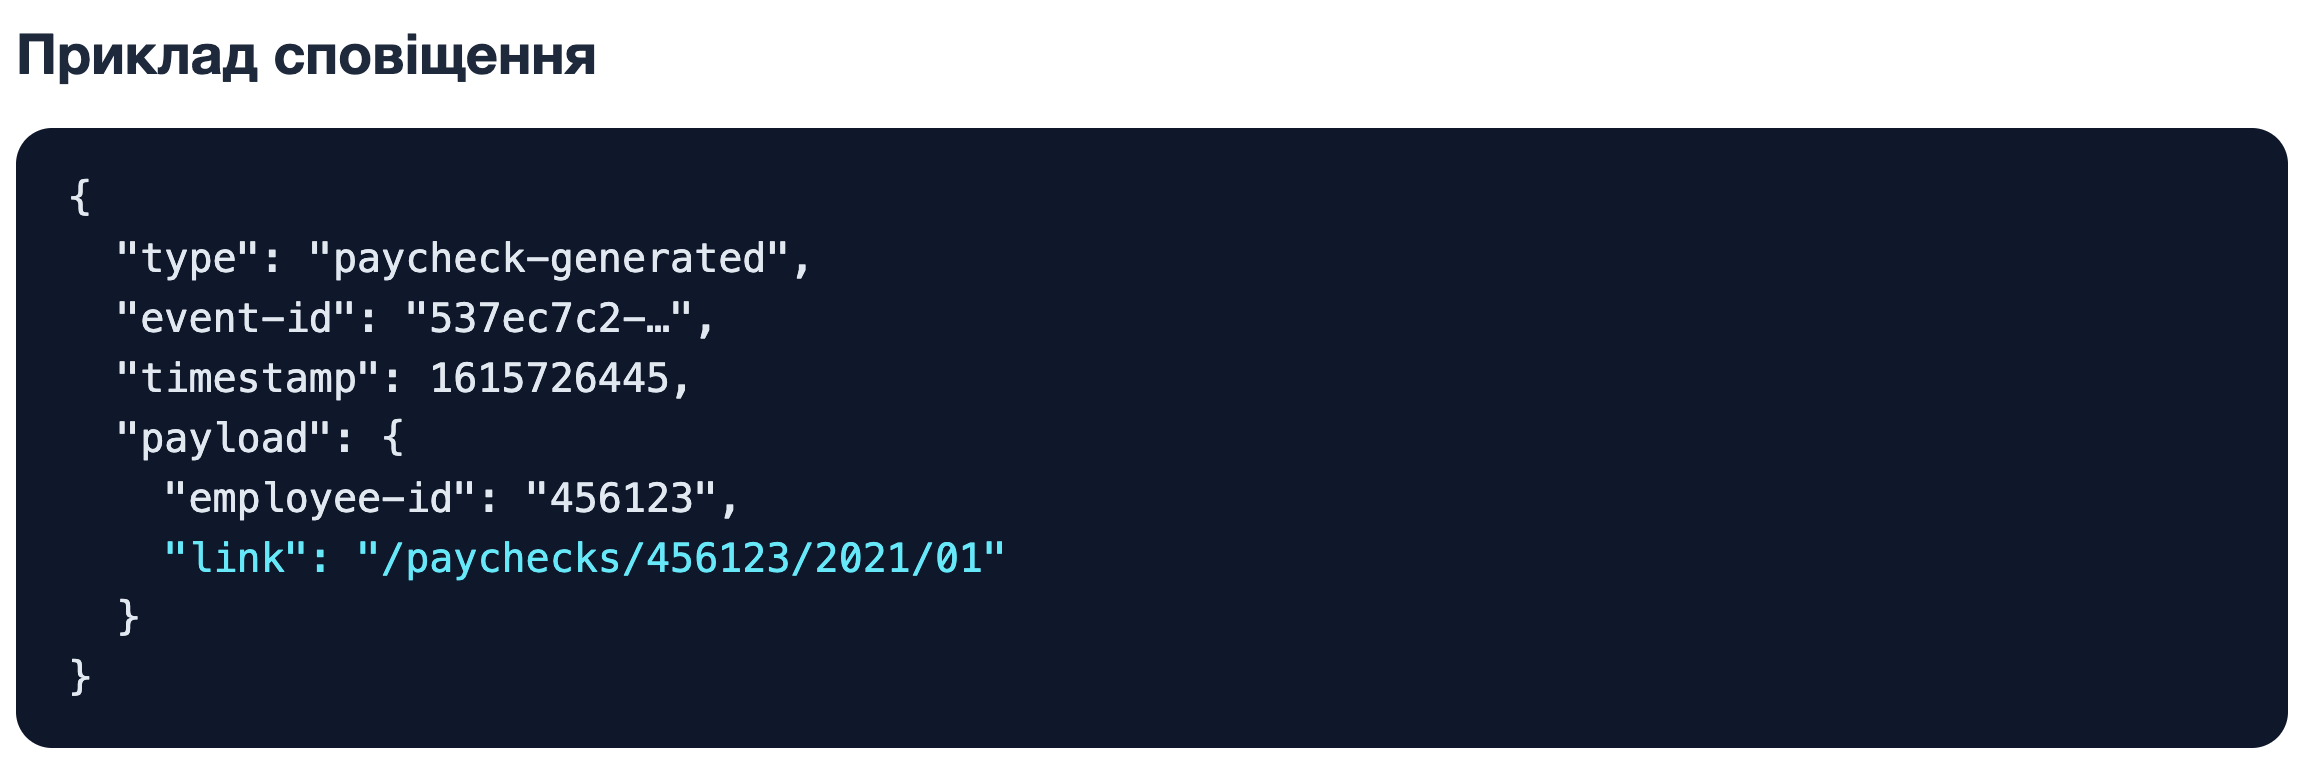 Приклад сповіщення
{
  "type": "paycheck-generated",
  "event-id": "537ec7c2-…",
  "timestamp": 1615726445,
  "payload": {
    "employee-id": "456123",
    "link": "/paychecks/456123/2021/01"
  }
}